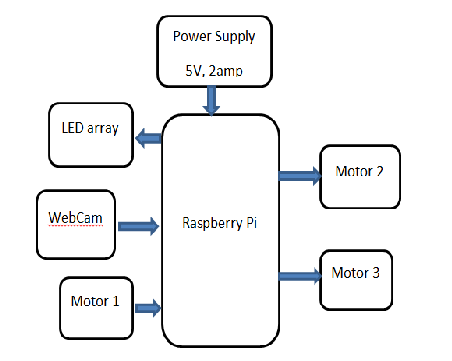 Power Supply
5V, 2amp
LED array
Motor 2
WebCam
Raspberry Pi
Motor 3
Motor 1